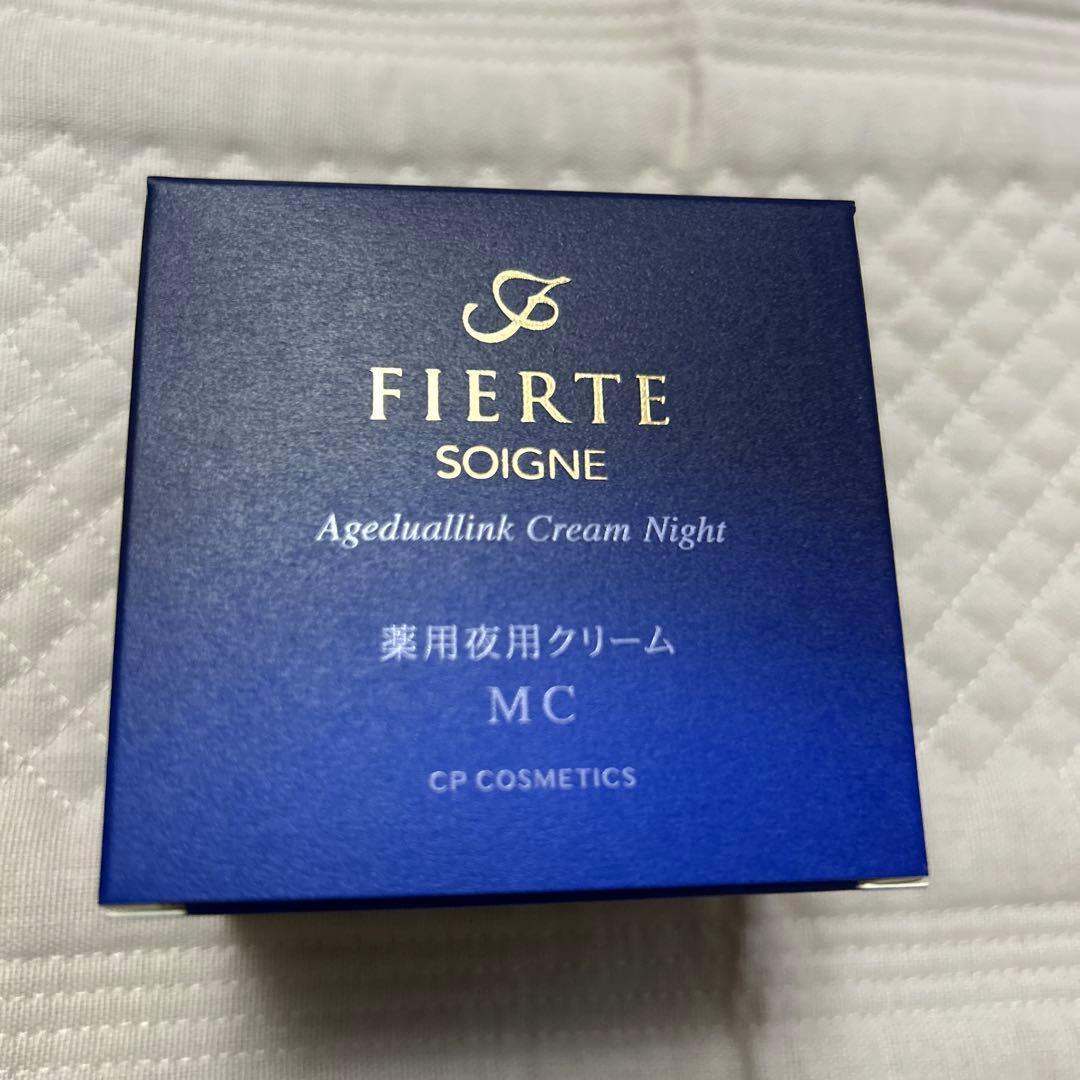 FIERTE
SOIGNE
Ageduallink Cream Night
薬用夜用クリーム
MC
CP COSMETICS